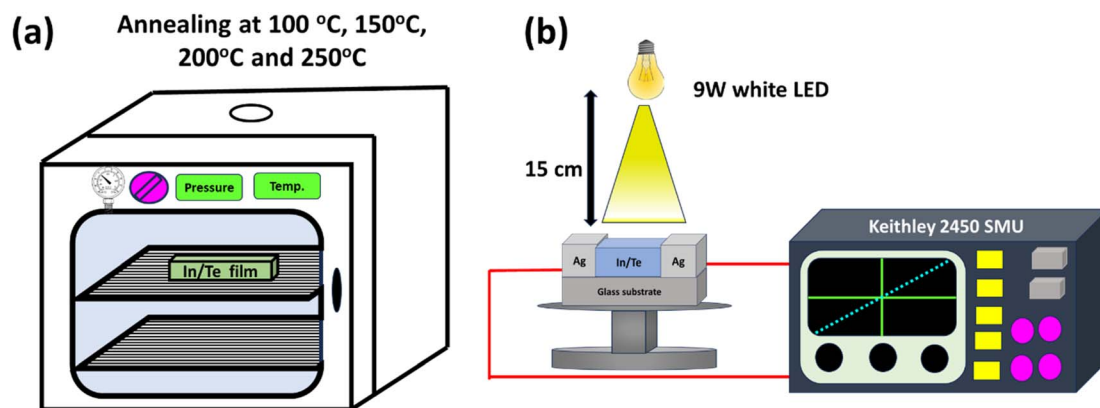 (a)
Annealing at 100 °C, 150°C,
200°C and 250°C
Pressure
Temp.
In/Te film
(b)
9W white LED
15 cm
Ag
In/Te
Ag
Glass substrate
Keithley 2450 SMU